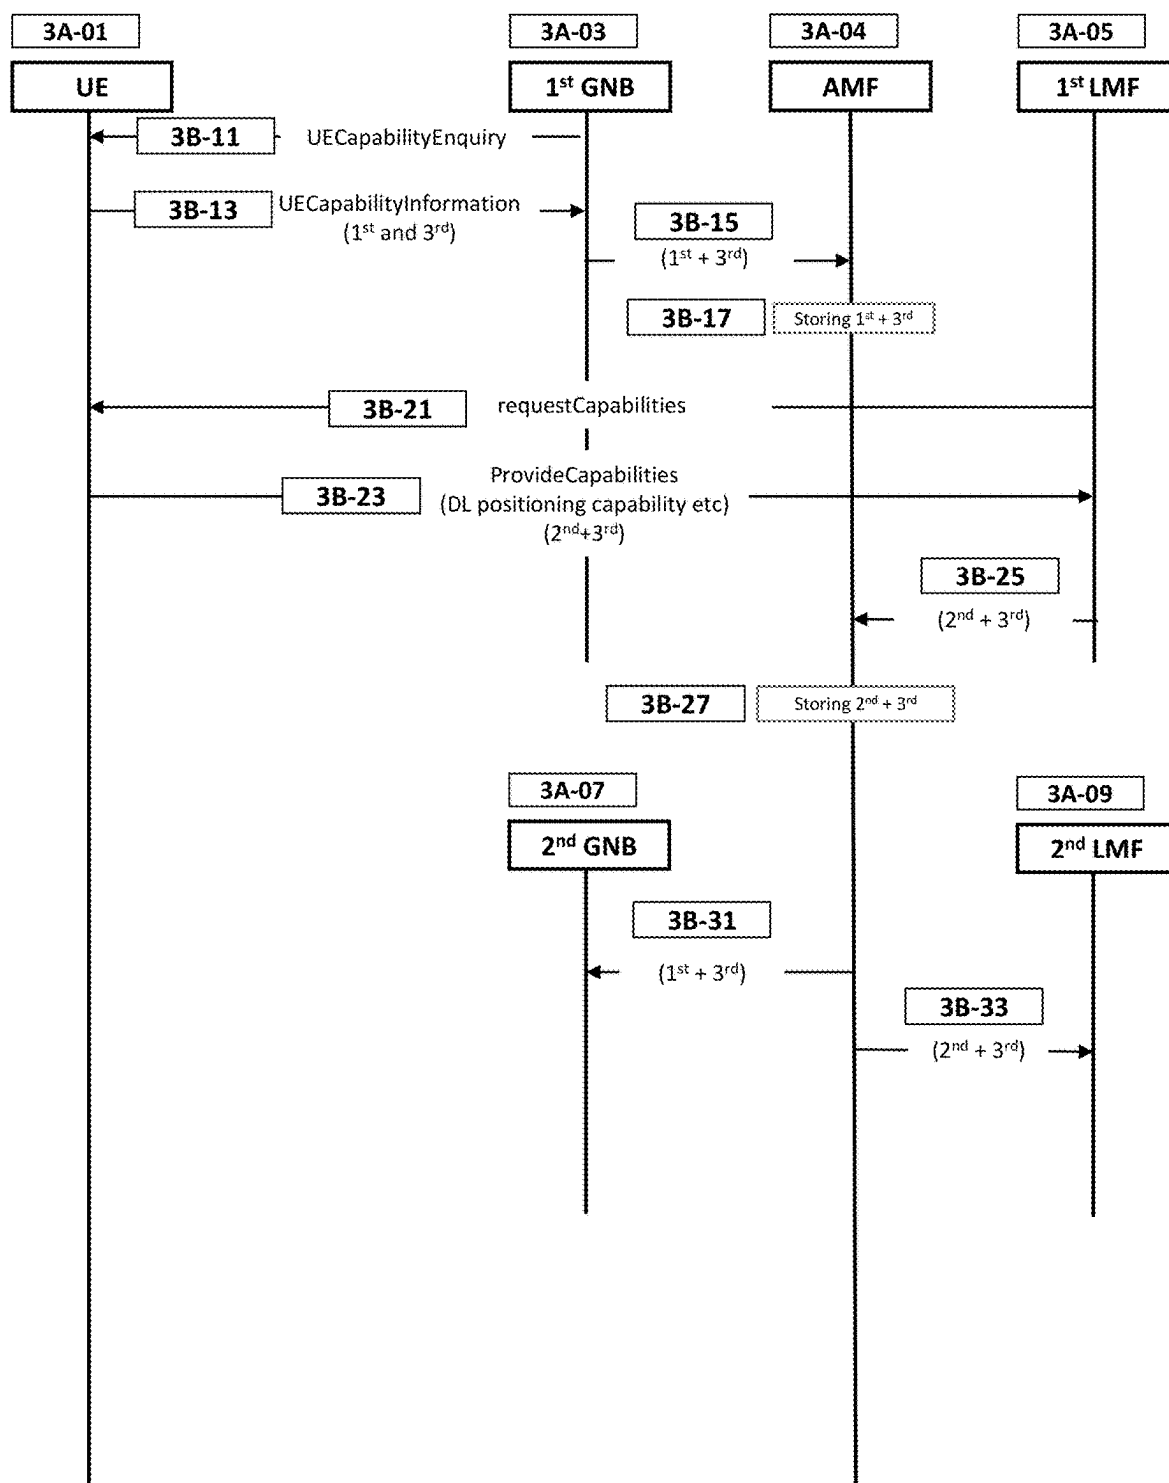 3A-01
3A-03
3A-04
3A-05
UE
1st GNB
AMF
1st LMF
3B-11
UECapabilityEnquiry
3B-13
UECapabilityInformation
(1st and 3rd)
3B-15
(1st + 3rd)
3B-17
Storing 1st + 3rd
3B-21
requestCapabilities
3B-23
ProvideCapabilities
(DL positioning capability etc)
(2nd+3rd)
3B-25
(2nd + 3rd)
3B-27
Storing 2nd + 3rd
3A-07
3A-09
2nd GNB
2nd LMF
3B-31
(1st + 3rd)
3B-33
(2nd + 3rd)